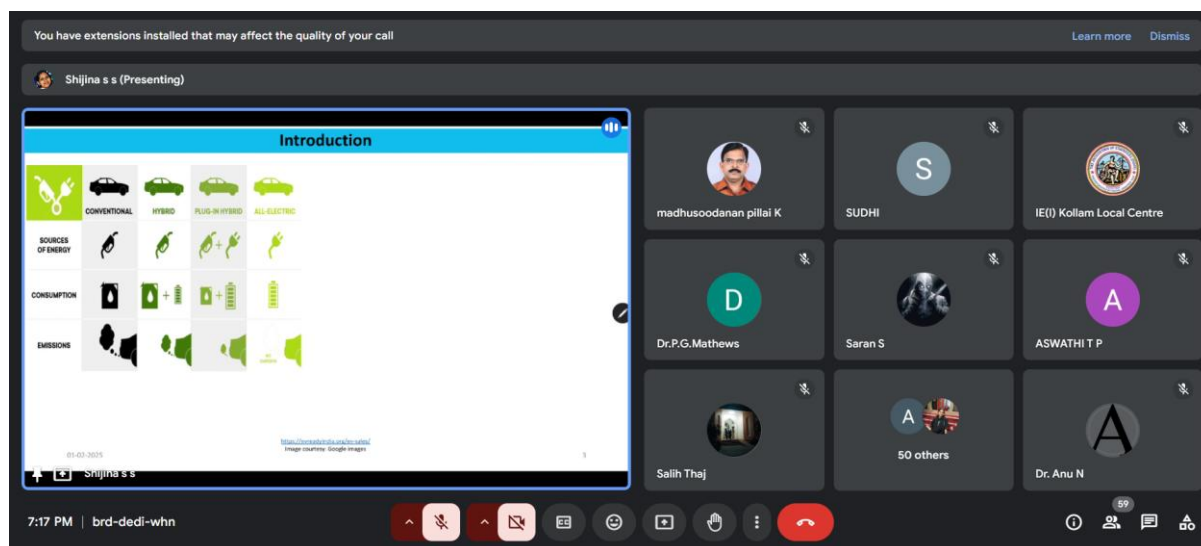 You have extensions installed that may affect the quality of your call
Learn more Dismiss
Shijina s s (Presenting)
Introduction
CONVENTIONAL HYBRID PLUG-IN HYBRID ALL-ELECTRIC
SOURCES
OF ENERGY
CONSUMPTION
EMISSIONS
Image courtesy: Google images
01-02-2025 3
Shijina s s
madhusoodanan pillai K
S
SUDHI
IE(I) Kollam Local Centre
D
Dr.P.G.Mathews
Saran S
A
ASWATHI T P
Salih Thaj
A
50 others
A
Dr. Anu N
7:17 PM | brd-dedi-whn
CC
59